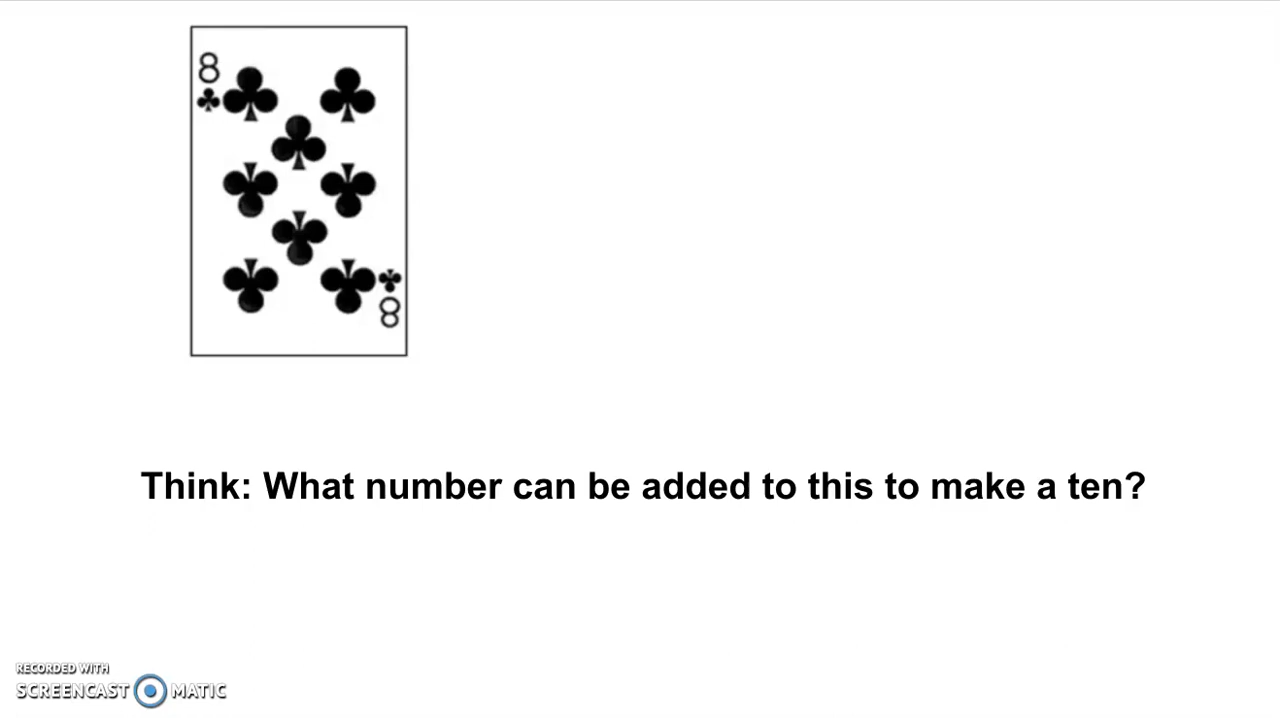 8
8
Think: What number can be added to this to make a ten?
RECORDED WITH
SCREENCAST MATIC